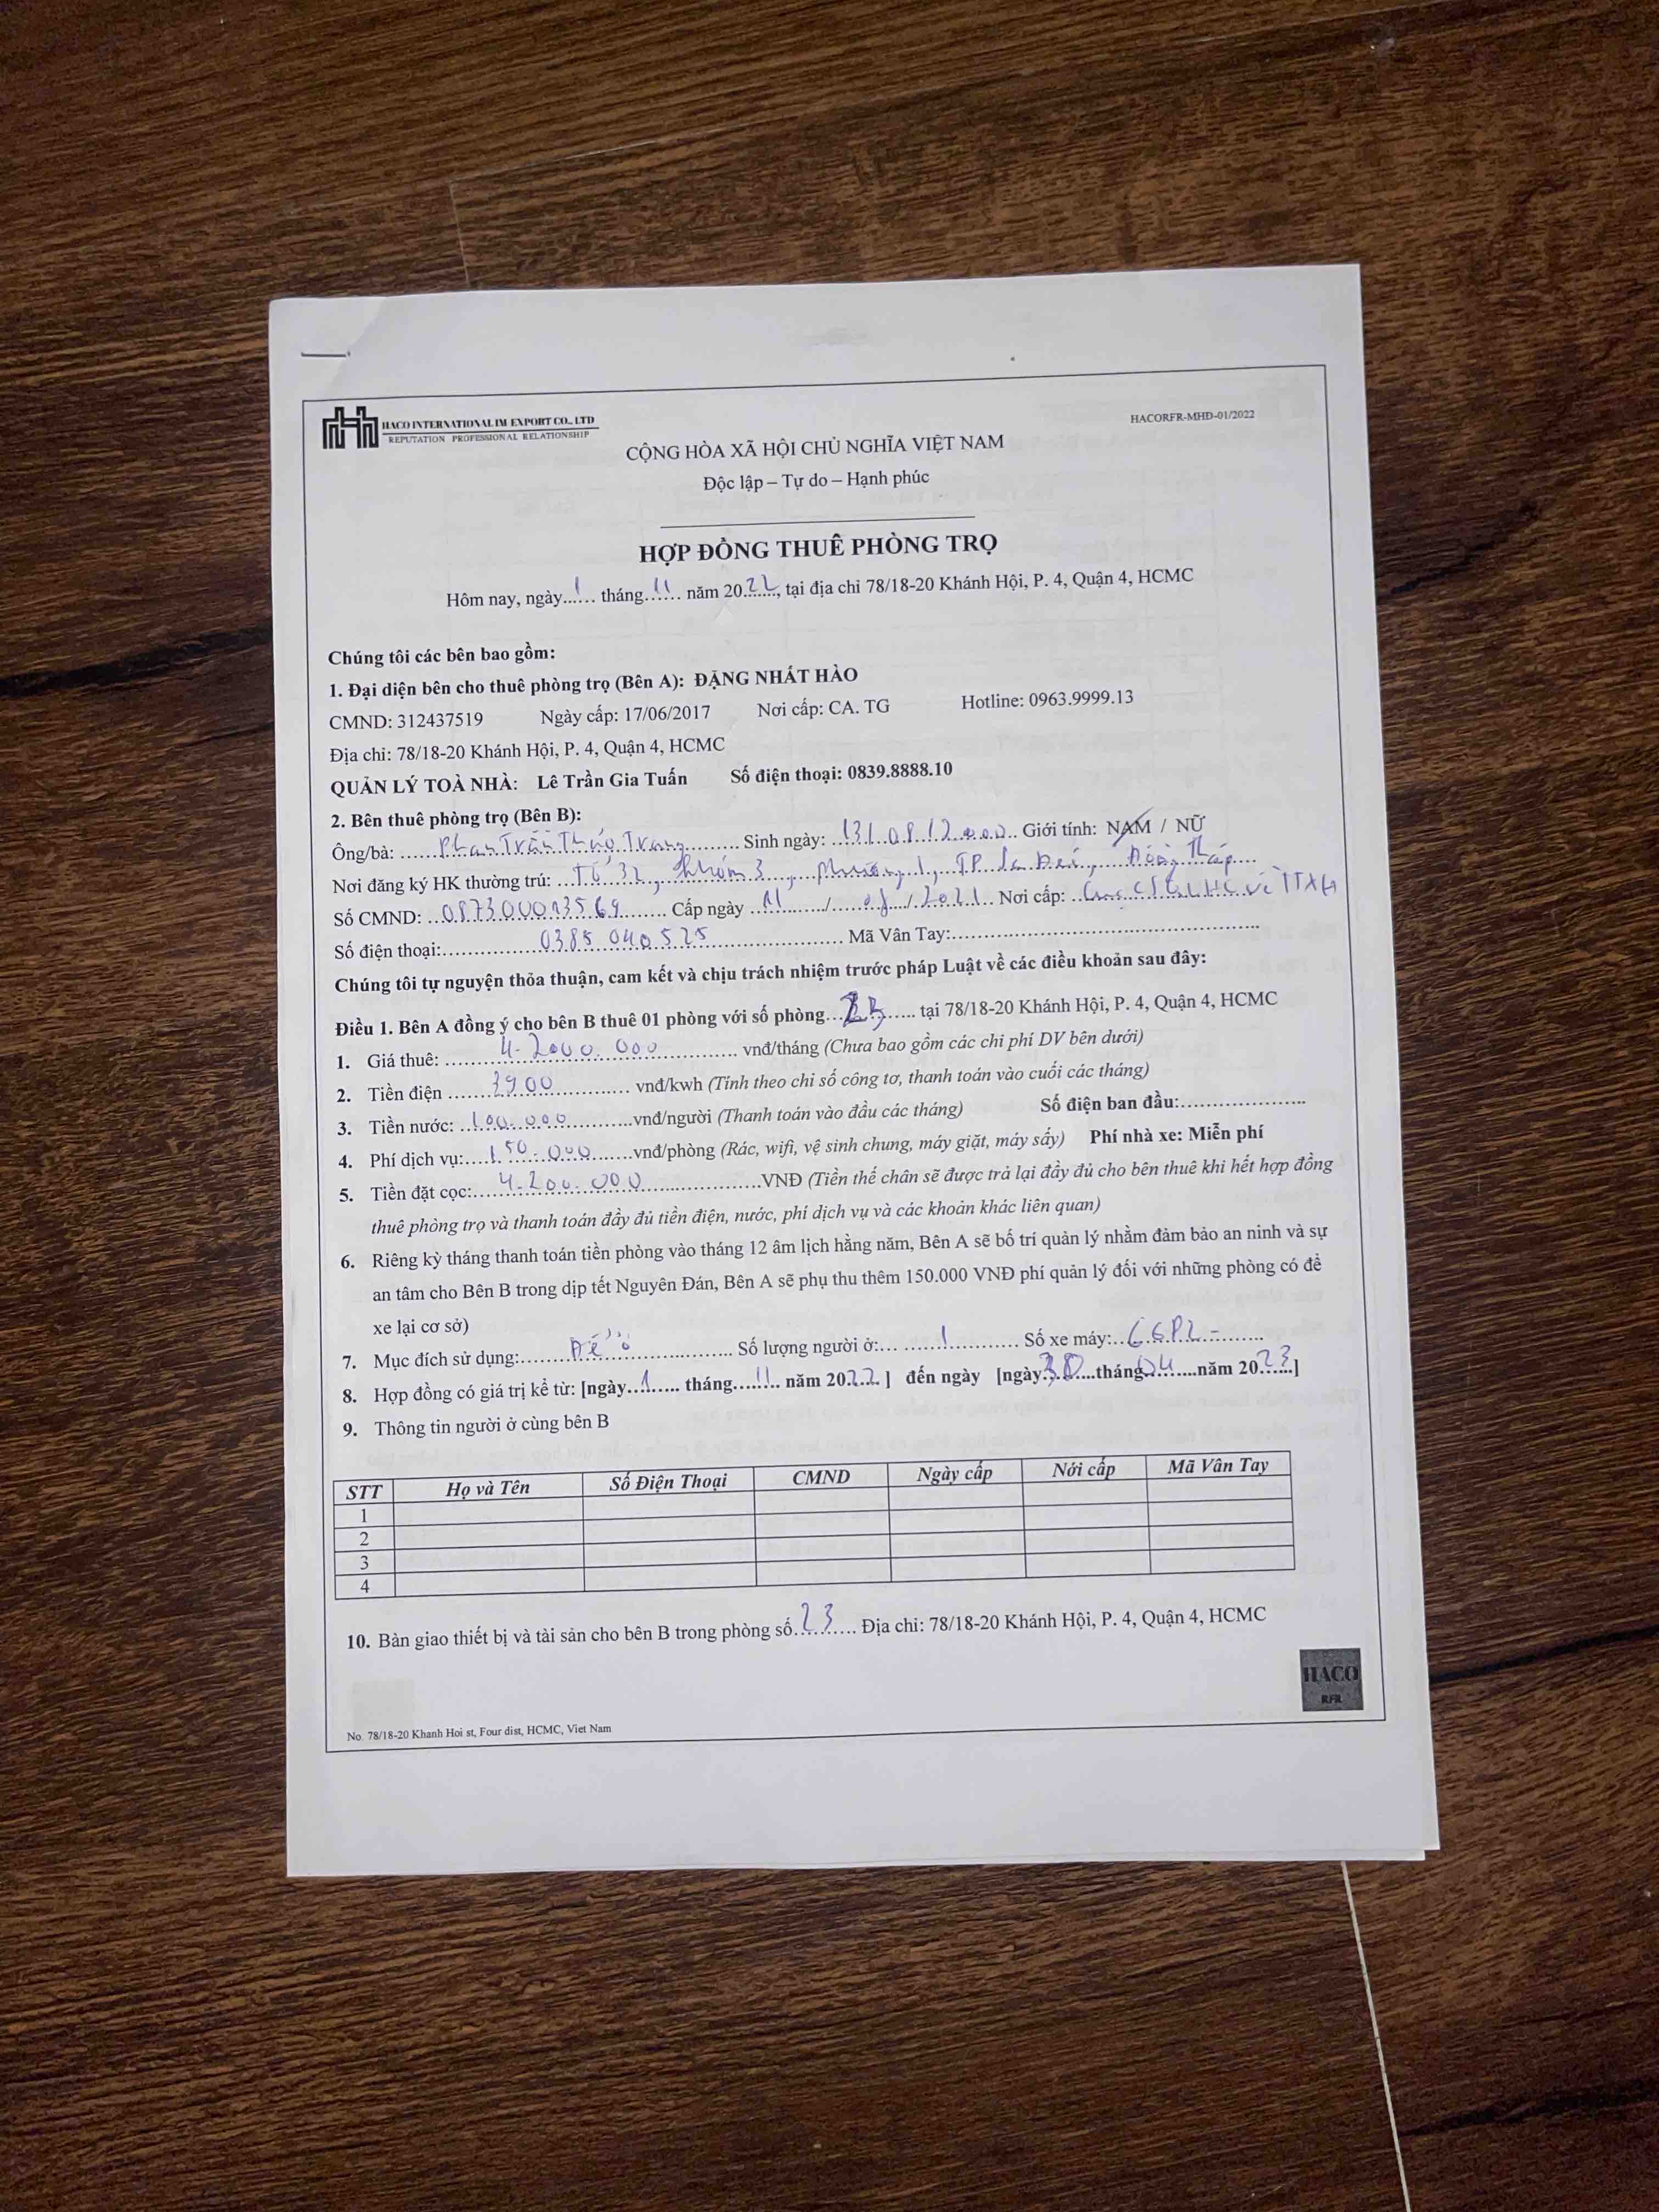 HACO INTERNATIONAL IM EXPORT CO., LTD
REPUTATION PROFESSIONAL RELATIONSHIP
HACORFR-MHD-01/2022
CỘNG HÒA XÃ HỘI CHỦ NGHĨA VIỆT NAM
Độc lập – Tự do – Hạnh phúc
HỢP ĐỒNG THUÊ PHÒNG TRỌ
Hôm nay, ngày 1 tháng 11 năm 2022, tại địa chỉ 78/18-20 Khánh Hội, P. 4, Quận 4, HCMC
Chúng tôi các bên bao gồm:
1. Đại diện bên cho thuê phòng trọ (Bên A): ĐẶNG NHẤT HÀO
CMND: 312437519 Ngày cấp: 17/06/2017 Nơi cấp: CA. TG Hotline: 0963.9999.13
Địa chỉ: 78/18-20 Khánh Hội, P. 4, Quận 4, HCMC
QUẢN LÝ TOÀ NHÀ: Lê Trần Gia Tuấn Số điện thoại: 0839.8888.10
2. Bên thuê phòng trọ (Bên B):
Ông/bà: Phan Trần Thảo Trang Sinh ngày: 13/08/2000 Giới tính: NAM / NỮ
Nơi đăng ký HK thường trú: Tổ 32, Khóm 3, phường 1, TP Sa Đéc, Đồng Tháp
Số CMND: 087300013569 Cấp ngày 11 / / 2021 Nơi cấp:
Số điện thoại: 0385 040 525 Mã Vân Tay:
Chúng tôi tự nguyện thỏa thuận, cam kết và chịu trách nhiệm trước pháp Luật về các điều khoản sau đây:
Điều 1. Bên A đồng ý cho bên B thuê 01 phòng với số phòng 23 tại 78/18-20 Khánh Hội, P. 4, Quận 4, HCMC
1. Giá thuê: 4.2000.000 vnđ/tháng (Chưa bao gồm các chi phí DV bên dưới)
2. Tiền điện 3900 vnđ/kwh (Tính theo chỉ số công tơ, thanh toán vào cuối các tháng)
3. Tiền nước: 100.000 vnđ/người (Thanh toán vào đầu các tháng) Số điện ban đầu:
4. Phí dịch vụ: 150.000 vnđ/phòng (Rác, wifi, vệ sinh chung, máy giặt, máy sấy) Phí nhà xe: Miễn phí
5. Tiền đặt cọc: 4.200.000 VNĐ (Tiền thế chân sẽ được trả lại đầy đủ cho bên thuê khi hết hợp đồng
thuê phòng trọ và thanh toán đầy đủ tiền điện, nước, phí dịch vụ và các khoản khác liên quan)
6. Riêng kỳ tháng thanh toán tiền phòng vào tháng 12 âm lịch hằng năm, Bên A sẽ bố trí quản lý nhằm đảm bảo an ninh và sự
an tâm cho Bên B trong dịp tết Nguyên Đán, Bên A sẽ phụ thu thêm 150.000 VNĐ phí quản lý đối với những phòng có để
xe lại cơ sở)
7. Mục đích sử dụng: Để ở Số lượng người ở: 1 Số xe máy:
8. Hợp đồng có giá trị kể từ: [ngày 1 tháng 11 năm 2022] đến ngày [ngày 30 tháng 04 năm 2023]
9. Thông tin người ở cùng bên B
STT Họ và Tên Số Điện Thoại CMND Ngày cấp Nới cấp Mã Vân Tay
1
2
3
4
10. Bàn giao thiết bị và tài sản cho bên B trong phòng số 23 Địa chỉ: 78/18-20 Khánh Hội, P. 4, Quận 4, HCMC
HACO
RFR
No. 78/18-20 Khanh Hoi st, Four dist, HCMC, Viet Nam